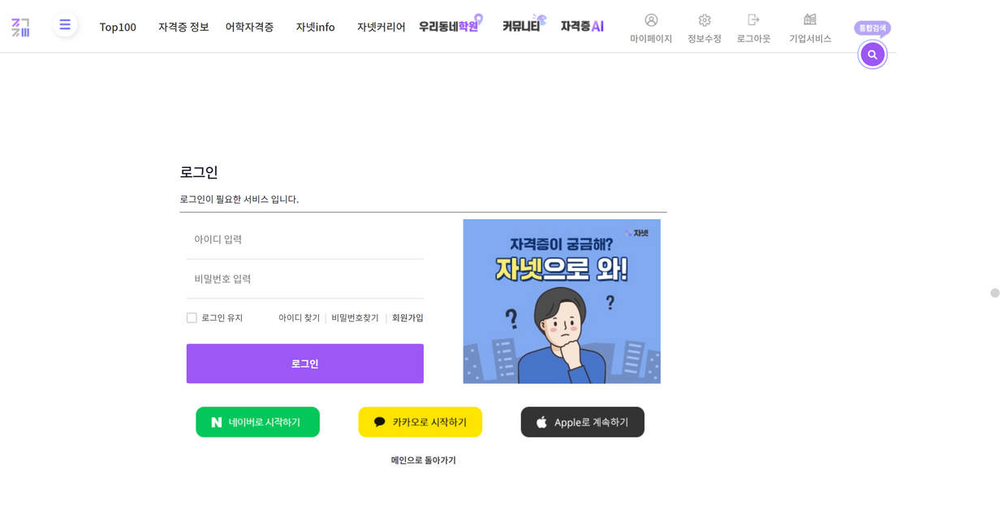 Top100
자격증 정보
어학자격증
자넷info
자넷커리어
우리동네학원
커뮤니티
자격증AI
마이페이지
정보수정
로그아웃
기업서비스
통합검색
로그인
로그인이 필요한 서비스 입니다.
아이디 입력
비밀번호 입력
로그인 유지
아이디 찾기
비밀번호찾기
회원가입
로그인
자넷
자격증이 궁금해?
자넷으로 와!
? ?
N 네이버로 시작하기
카카오로 시작하기
Apple로 계속하기
메인으로 돌아가기